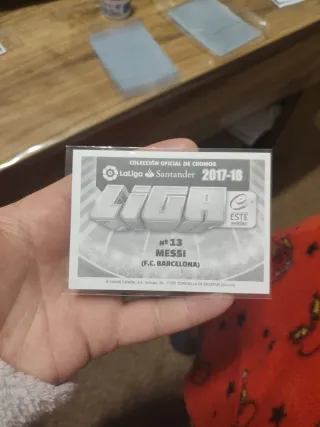 COLECCIÓN OFICIAL DE CROMOS
LaLiga Santander 2017-18
LIGA
ESTE
Nº 13
MESSI
(F.C. BARCELONA)